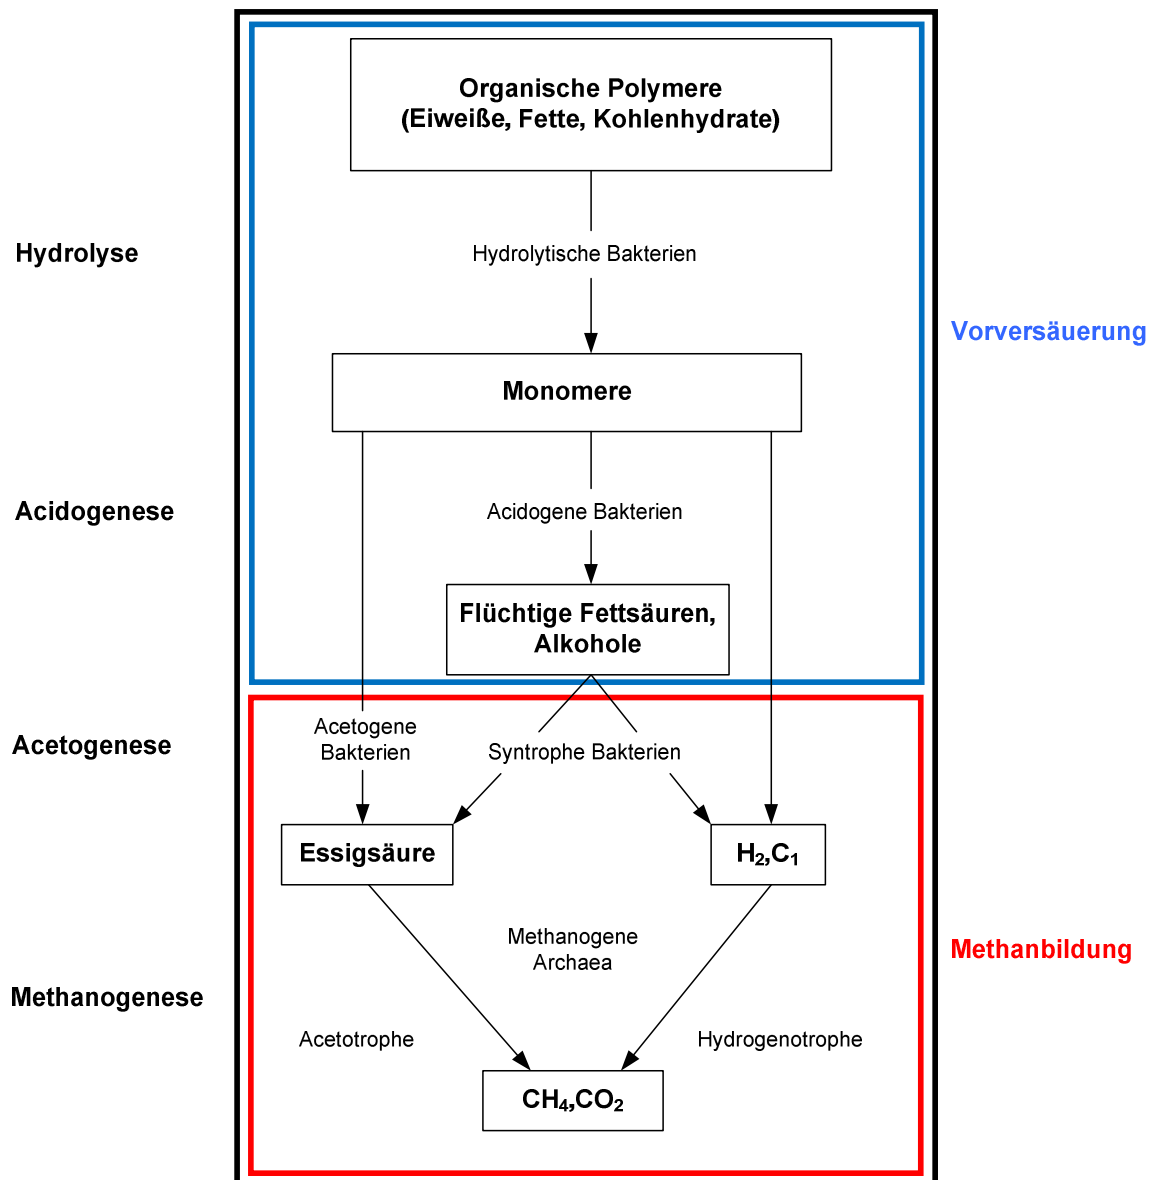 Organische Polymere
(Eiweiße, Fette, Kohlenhydrate)
Hydrolyse
Hydrolytische Bakterien
Vorversäuerung
Monomere
Acidogenese
Acidogene Bakterien
Flüchtige Fettsäuren,
Alkohole
Acetogenese
Acetogene
Bakterien
Syntrophe Bakterien
Essigsäure
H₂,C₁
Methanogene
Archaea
Methanbildung
Methanogenese
Acetotrophe
Hydrogenotrophe
CH₄,CO₂